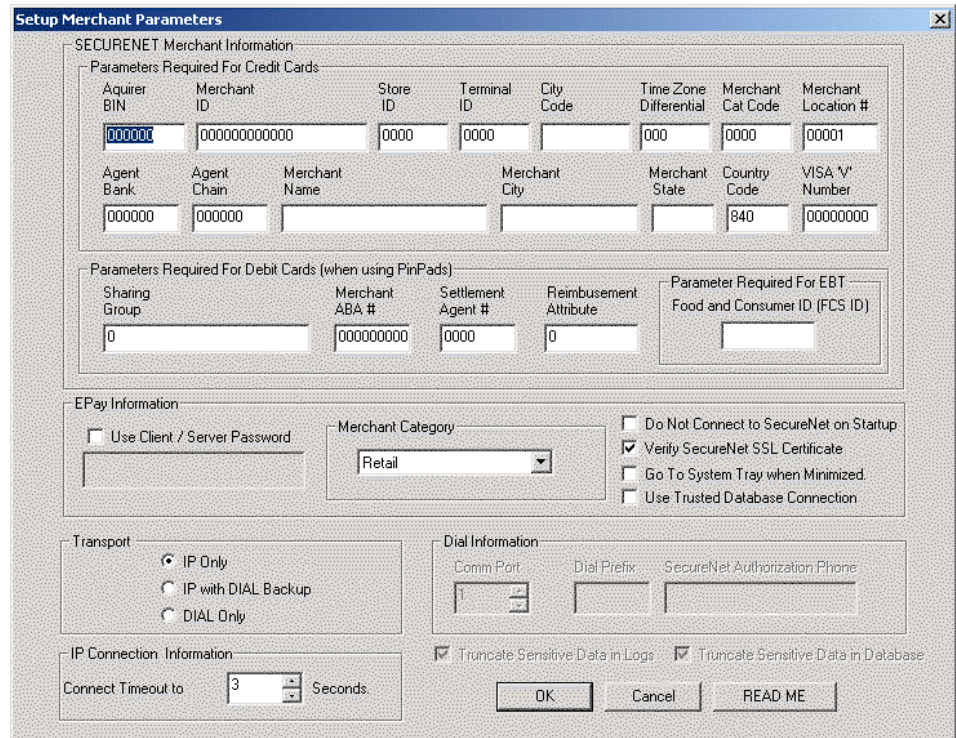 Setup Merchant Parameters
SECURENET Merchant Information
Parameters Required For Credit Cards
Aquirer BIN
Merchant ID
Store ID
Terminal ID
City Code
Time Zone Differential
Merchant Cat Code
Merchant Location #
000000
000000000000
0000
0000
000
0000
00001
Agent Bank
Agent Chain
Merchant Name
Merchant City
Merchant State
Country Code
VISA 'V' Number
000000
000000
840
00000000
Parameters Required For Debit Cards (when using PinPads)
Sharing Group
Merchant ABA #
Settlement Agent #
Reimbusement Attribute
0
000000000
0000
0
Parameter Required For EBT
Food and Consumer ID (FCS ID)
EPay Information
Use Client / Server Password
Merchant Category
Retail
Do Not Connect to SecureNet on Startup
Verify SecureNet SSL Certificate
Go To System Tray when Minimized.
Use Trusted Database Connection
Transport
IP Only
IP with DIAL Backup
DIAL Only
Dial Information
Comm Port
Dial Prefix
SecureNet Authorization Phone
1
Truncate Sensitive Data in Logs
Truncate Sensitive Data in Database
IP Connection Information
Connect Timeout to 3 Seconds.
OK
Cancel
READ ME